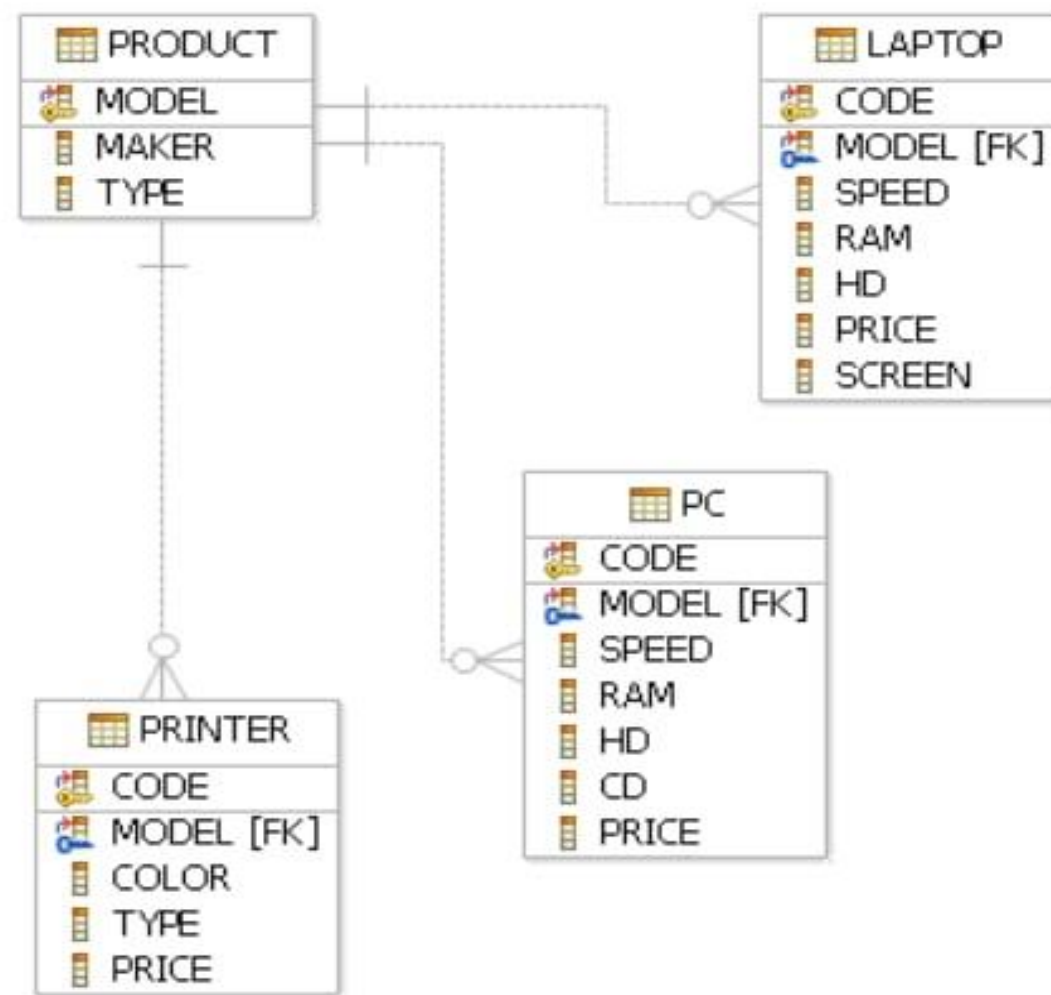 PRODUCT
MODEL
MAKER
TYPE
LAPTOP
CODE
MODEL [FK]
SPEED
RAM
HD
PRICE
SCREEN
PC
CODE
MODEL [FK]
SPEED
RAM
HD
CD
PRICE
PRINTER
CODE
MODEL [FK]
COLOR
TYPE
PRICE